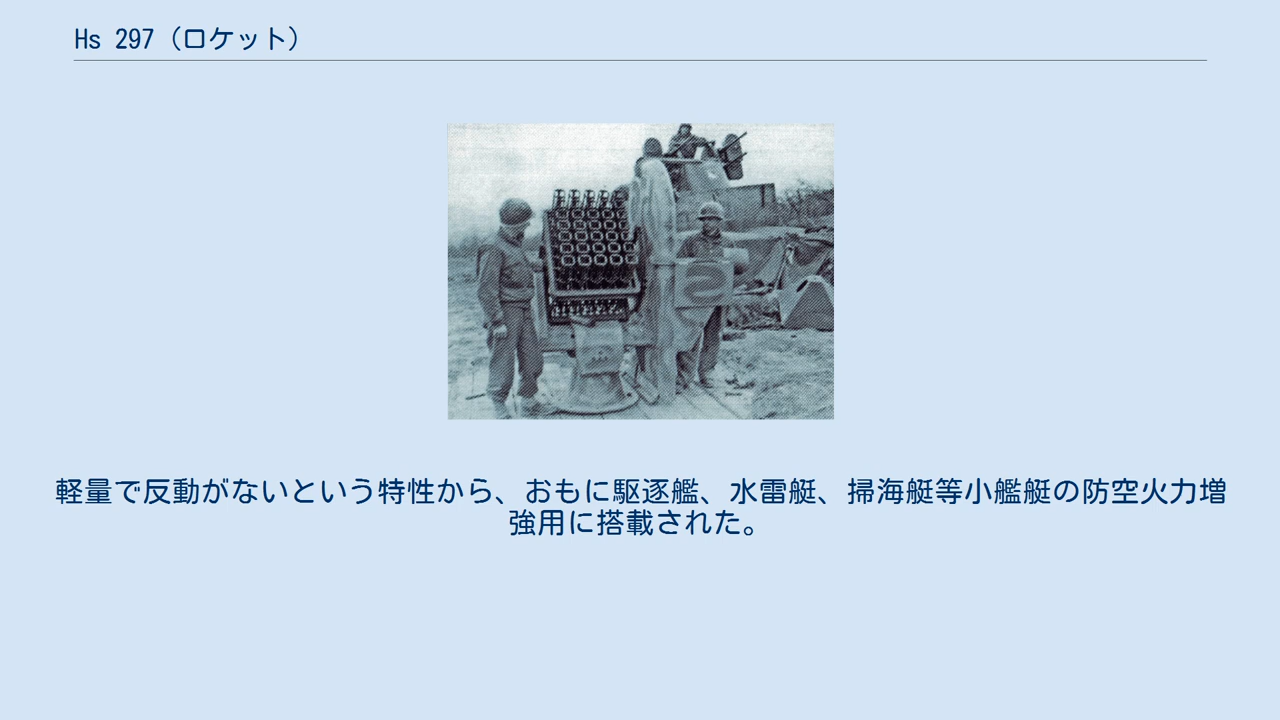 Hs 297（ロケット）
軽量で反動がないという特性から、おもに駆逐艦、水雷艇、掃海艇等小艦艇の防空火力増
強用に搭載された。